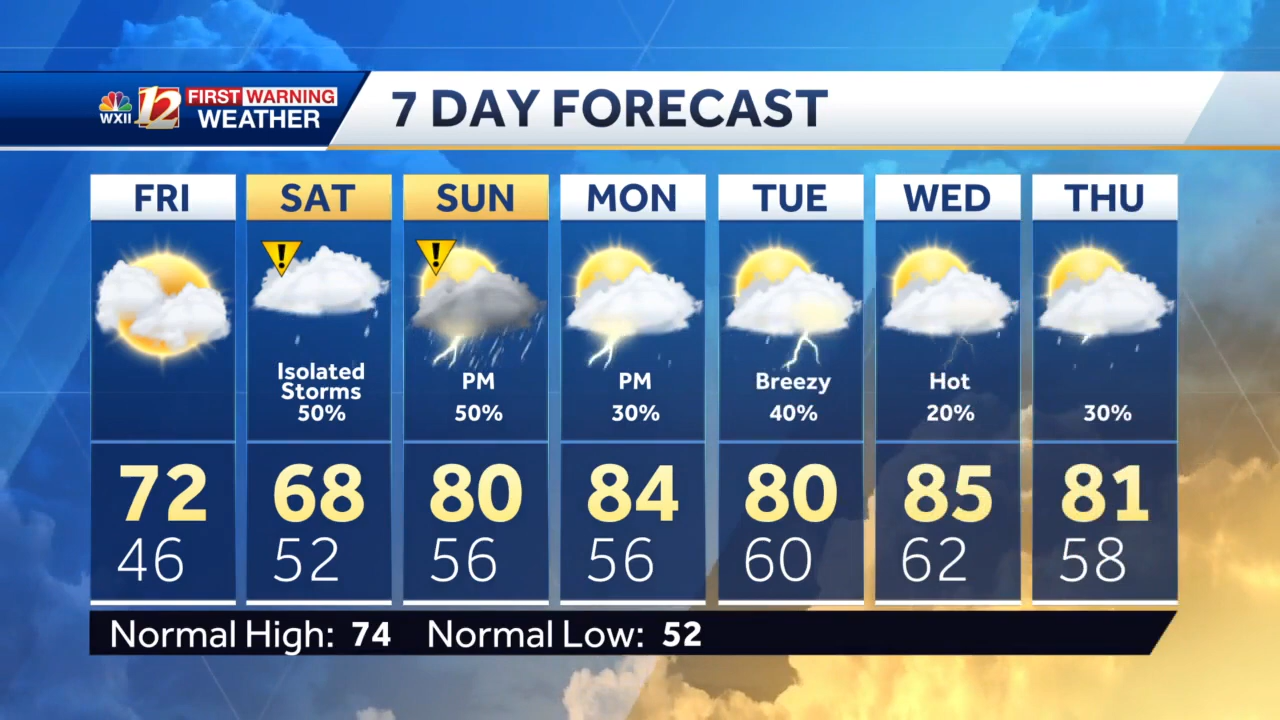 WXII 12 FIRST WARNING
WEATHER
7 DAY FORECAST
FRI
72
46
SAT
!
Isolated
Storms
50%
68
52
SUN
!
PM
50%
80
56
MON
PM
30%
84
56
TUE
Breezy
40%
80
60
WED
Hot
20%
85
62
THU
30%
81
58
Normal High: 74 Normal Low: 52